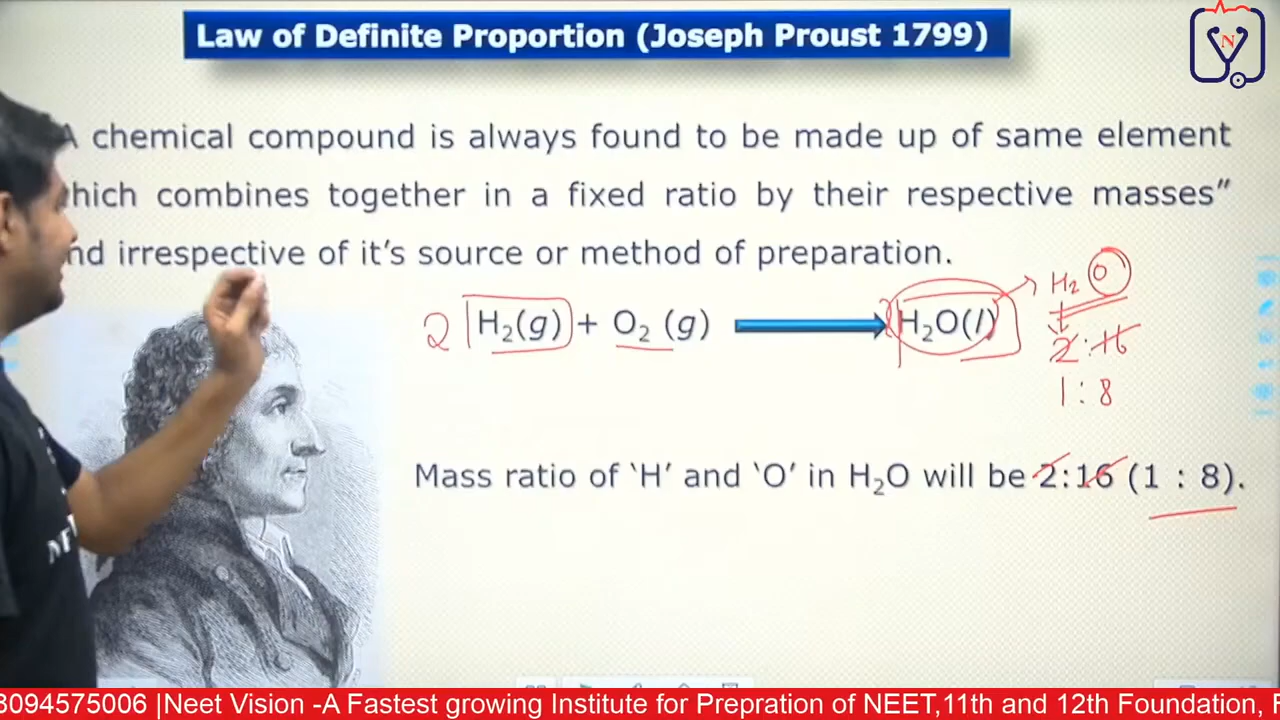 Law of Definite Proportion (Joseph Proust 1799)
N
A chemical compound is always found to be made up of same element
which combines together in a fixed ratio by their respective masses”
and irrespective of it’s source or method of preparation.
H₂O
2 H₂(g) + O₂ (g) H₂O(l)
2:16
1:8
Mass ratio of ‘H’ and ‘O’ in H₂O will be 2:16 (1 : 8).
3094575006 |Neet Vision -A Fastest growing Institute for Prepration of NEET,11th and 12th Foundation,